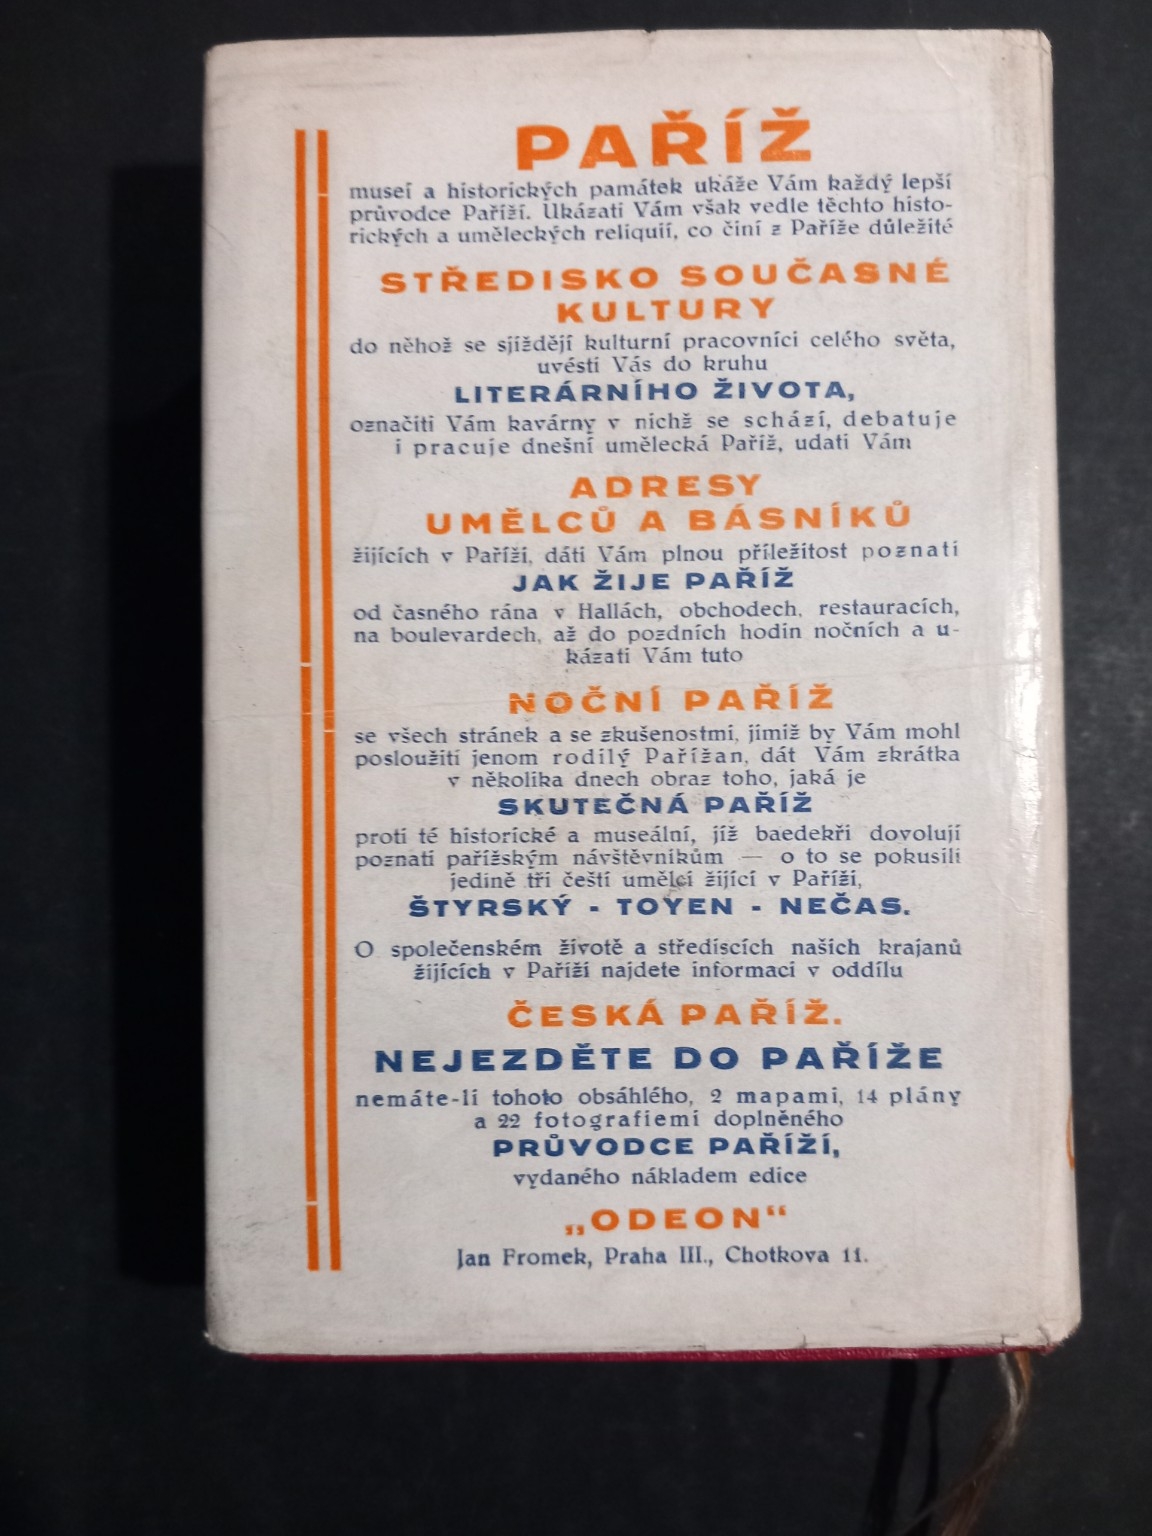 PAŘÍŽ
museí a historických památek ukáže Vám každý lepší
průvodce Paříží. Ukázati Vám však vedle těchto histo-
rických a uměleckých reliquií, co činí z Paříže důležité
STŘEDISKO SOUČASNÉ
KULTURY
do něhož se sjíždějí kulturní pracovníci celého světa,
uvésti Vás do kruhu
LITERÁRNÍHO ŽIVOTA,
označiti Vám kavárny v nichž se schází, debatuje
i pracuje dnešní umělecká Paříž, udati Vám
ADRESY
UMĚLCŮ A BÁSNÍKŮ
žijících v Paříži, dáti Vám plnou příležitost poznati
JAK ŽIJE PAŘÍŽ
od časného rána v Hallách, obchodech, restauracích,
na boulevardech, až do pozdních hodin nočních a u-
kázati Vám tuto
NOČNÍ PAŘÍŽ
se všech stránek a se zkušenostmi, jimiž by Vám mohl
posloužiti jenom rodilý Pařížan, dát Vám zkrátka
v několika dnech obraz toho, jaká je
SKUTEČNÁ PAŘÍŽ
proti té historické a museální, jíž baedekři dovolují
poznati pařížským návštěvníkům — o to se pokusili
jedině tři čeští umělci žijící v Paříži,
ŠTYRSKÝ - TOYEN - NEČAS.
O společenském životě a střediscích našich krajanů
žijících v Paříži najdete informaci v oddílu
ČESKÁ PAŘÍŽ.
NEJEZDĚTE DO PAŘÍŽE
nemáte-li tohoto obsáhlého, 2 mapami, 14 plány
a 22 fotografiemi doplněného
PRŮVODCE PAŘÍŽÍ,
vydaného nákladem edice
„ODEON“
Jan Fromek, Praha III., Chotkova 11.